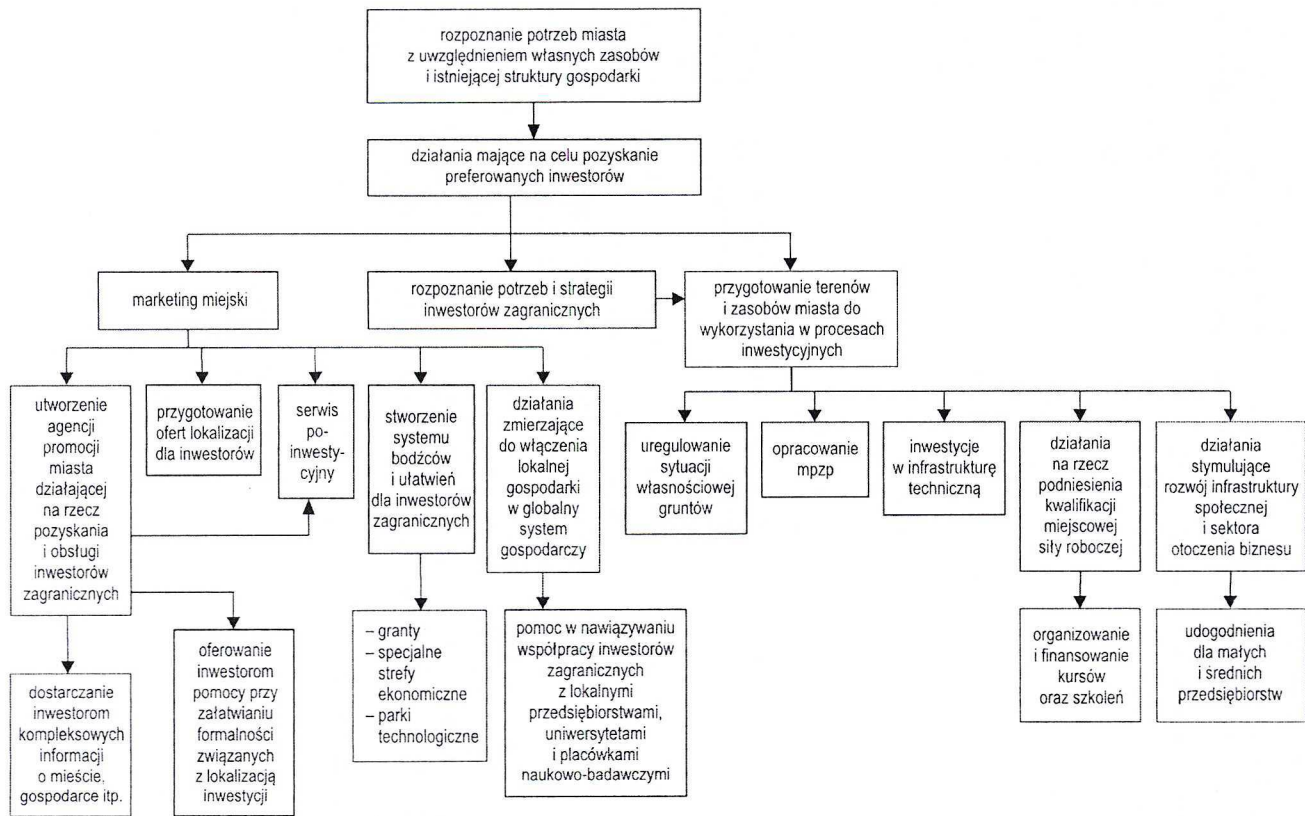 rozpoznanie potrzeb miasta
z uwzględnieniem własnych zasobów
i istniejącej struktury gospodarki
działania mające na celu pozyskanie
preferowanych inwestorów
marketing miejski
rozpoznanie potrzeb i strategii
inwestorów zagranicznych
przygotowanie terenów
i zasobów miasta do
wykorzystania w procesach
inwestycyjnych
utworzenie
agencji
promocji
miasta
działającej
na rzecz
pozyskania
i obsługi
inwestorów
zagranicznych
przygotowanie
ofert lokalizacji
dla inwestorów
serwis
po-
inwesty-
cyjny
stworzenie
systemu
bodźców
i ułatwień
dla inwestorów
zagranicznych
działania
zmierzające
do włączenia
lokalnej
gospodarki
w globalny
system
gospodarczy
uregulowanie
sytuacji
własnościowej
gruntów
opracowanie
mpzp
inwestycje
w infrastrukturę
techniczną
działania
na rzecz
podniesienia
kwalifikacji
miejscowej
siły roboczej
działania
stymulujące
rozwój infrastruktury
społecznej
i sektora
otoczenia biznesu
dostarczanie
inwestorom
kompleksowych
informacji
o mieście,
gospodarce itp.
oferowanie
inwestorom
pomocy przy
załatwianiu
formalności
związanych
z lokalizacją
inwestycji
– granty
– specjalne
strefy
ekonomiczne
– parki
technologiczne
pomoc w nawiązywaniu
współpracy inwestorów
zagranicznych
z lokalnymi
przedsiębiorstwami,
uniwersytetami
i placówkami
naukowo-badawczymi
organizowanie
i finansowanie
kursów
oraz szkoleń
udogodnienia
dla małych
i średnich
przedsiębiorstw